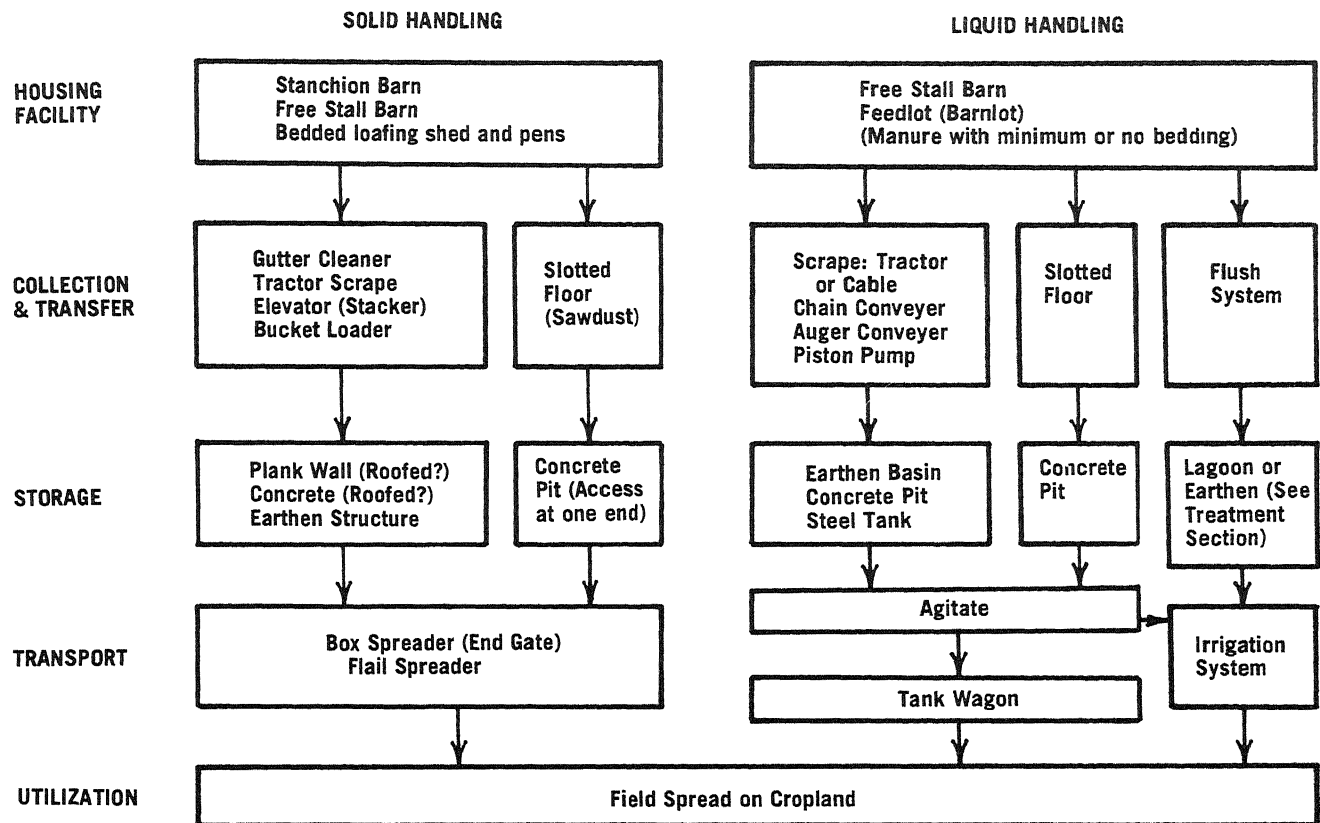 SOLID HANDLING
LIQUID HANDLING
HOUSING
FACILITY
Stanchion Barn
Free Stall Barn
Bedded loafing shed and pens
Free Stall Barn
Feedlot (Barnlot)
(Manure with minimum or no bedding)
COLLECTION
& TRANSFER
Gutter Cleaner
Tractor Scrape
Elevator (Stacker)
Bucket Loader
Slotted
Floor
(Sawdust)
Scrape: Tractor
or Cable
Chain Conveyer
Auger Conveyer
Piston Pump
Slotted
Floor
Flush
System
STORAGE
Plank Wall (Roofed?)
Concrete (Roofed?)
Earthen Structure
Concrete
Pit (Access
at one end)
Earthen Basin
Concrete Pit
Steel Tank
Concrete
Pit
Lagoon or
Earthen (See
Treatment
Section)
TRANSPORT
Box Spreader (End Gate)
Flail Spreader
Agitate
Tank Wagon
Irrigation
System
UTILIZATION
Field Spread on Cropland